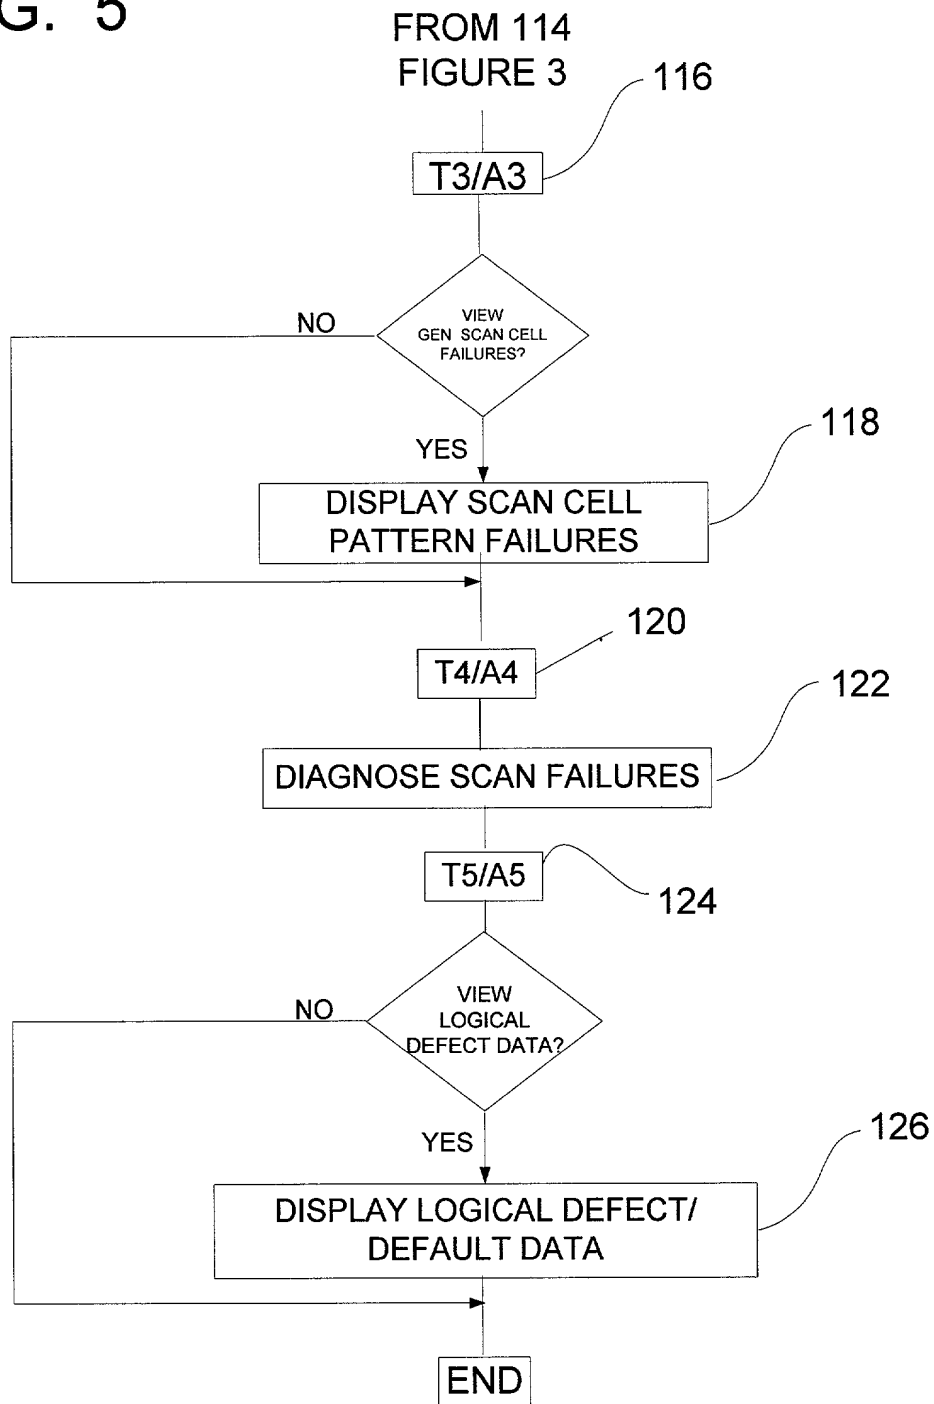 G. 5
FROM 114
FIGURE 3
116
T3/A3
VIEW
GEN SCAN CELL
FAILURES?
NO
YES
118
DISPLAY SCAN CELL
PATTERN FAILURES
120
T4/A4
122
DIAGNOSE SCAN FAILURES
T5/A5
124
VIEW
LOGICAL
DEFECT DATA?
NO
YES
126
DISPLAY LOGICAL DEFECT/
DEFAULT DATA
END